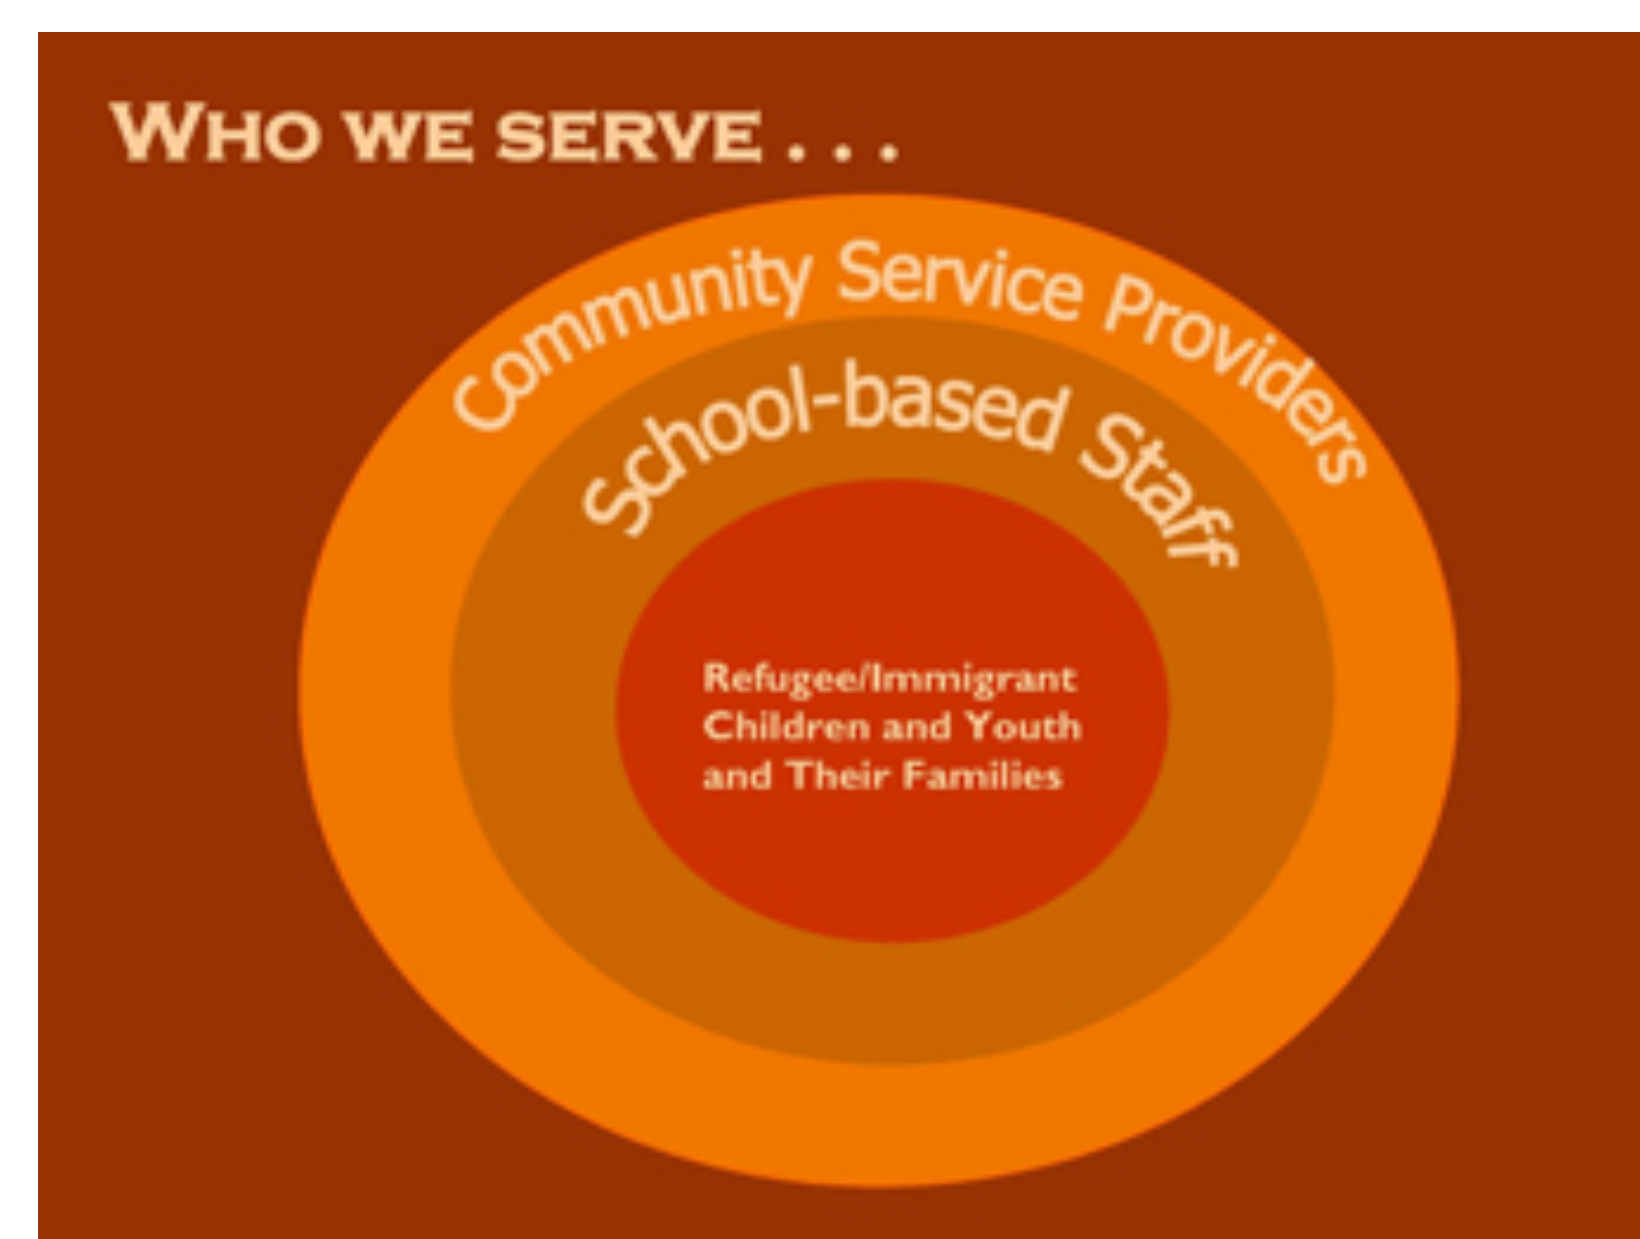 WHO WE SERVE . . .
Community Service Providers
School-based Staff
Refugee/Immigrant
Children and Youth
and Their Families